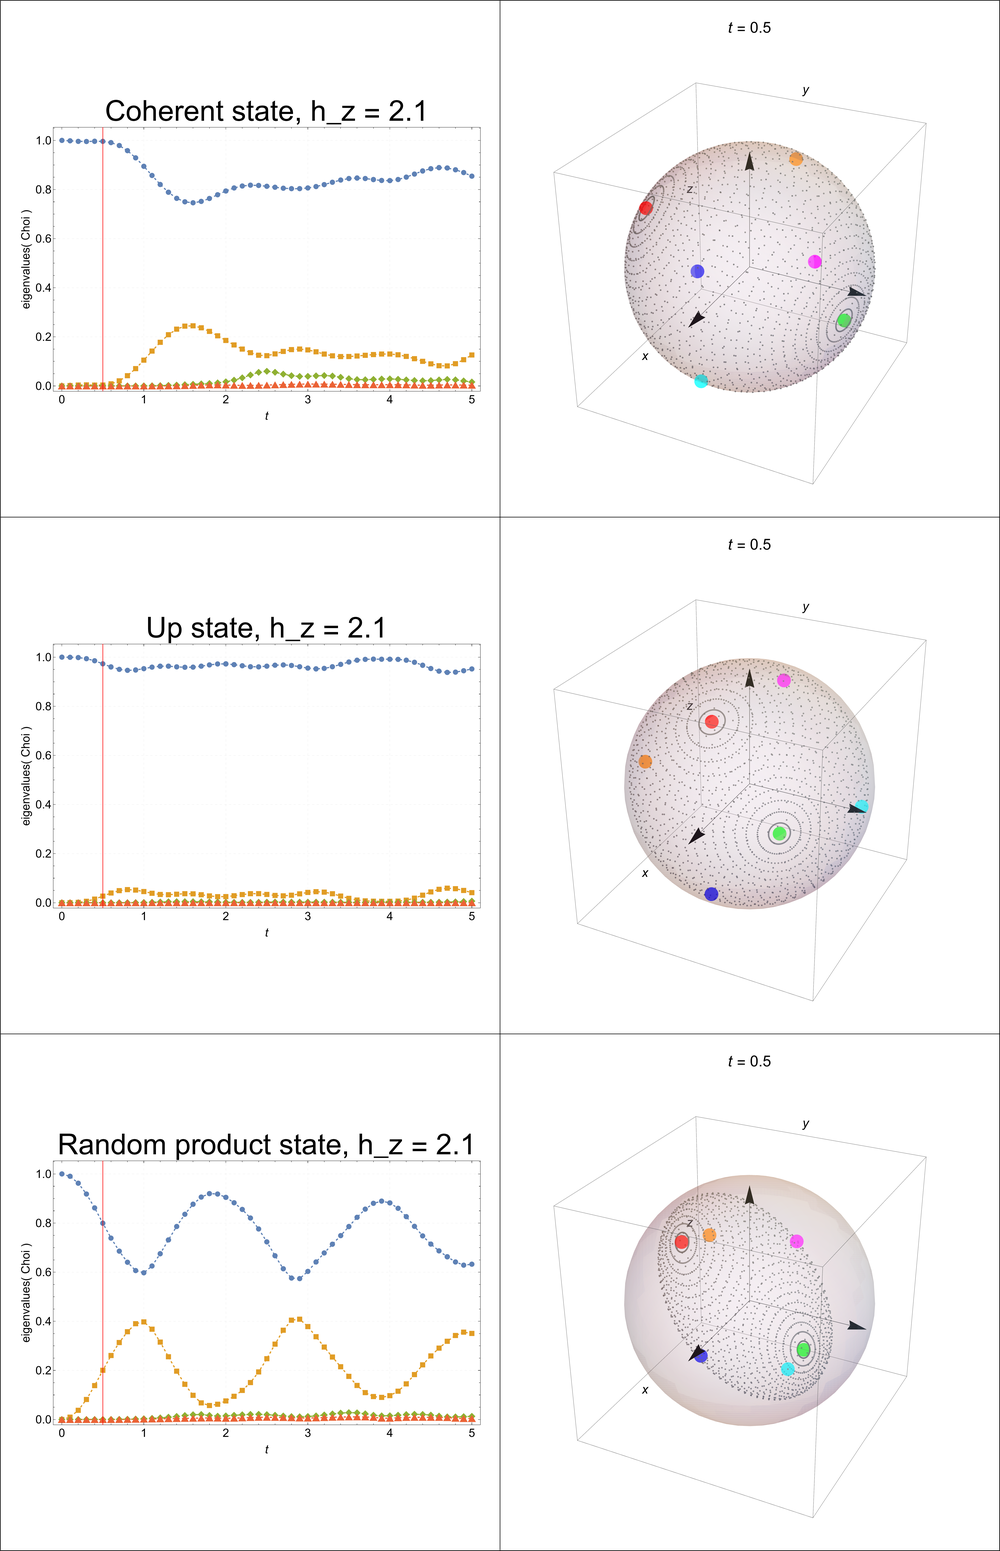 Coherent state, h_z = 2.1
eigenvalues( Choi )
1.0
0.8
0.6
0.4
0.2
0.0
0 1 2 3 4 5
t
t = 0.5
y
z
x
Up state, h_z = 2.1
eigenvalues( Choi )
1.0
0.8
0.6
0.4
0.2
0.0
0 1 2 3 4 5
t
t = 0.5
y
z
x
Random product state, h_z = 2.1
eigenvalues( Choi )
1.0
0.8
0.6
0.4
0.2
0.0
0 1 2 3 4 5
t
t = 0.5
y
z
x